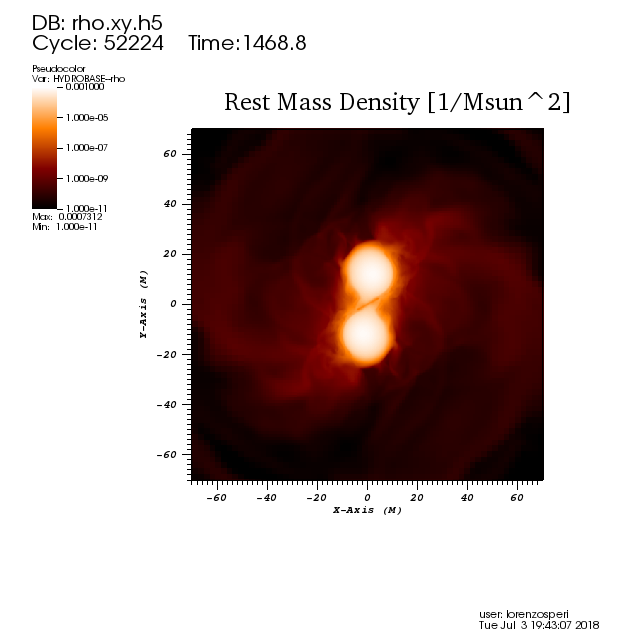 DB: rho.xy.h5
Cycle: 52224 Time:1468.8
Pseudocolor
Var: HYDROBASE--rho
0.001000
1.000e-05
1.000e-07
1.000e-09
1.000e-11
Max: 0.0007312
Min: 1.000e-11
Rest Mass Density [1/Msun^2]
60
40
20
0
-20
-40
-60
Y-Axis (M)
-60 -40 -20 0 20 40 60
X-Axis (M)
user: lorenzosperi
Tue Jul 3 19:43:07 2018